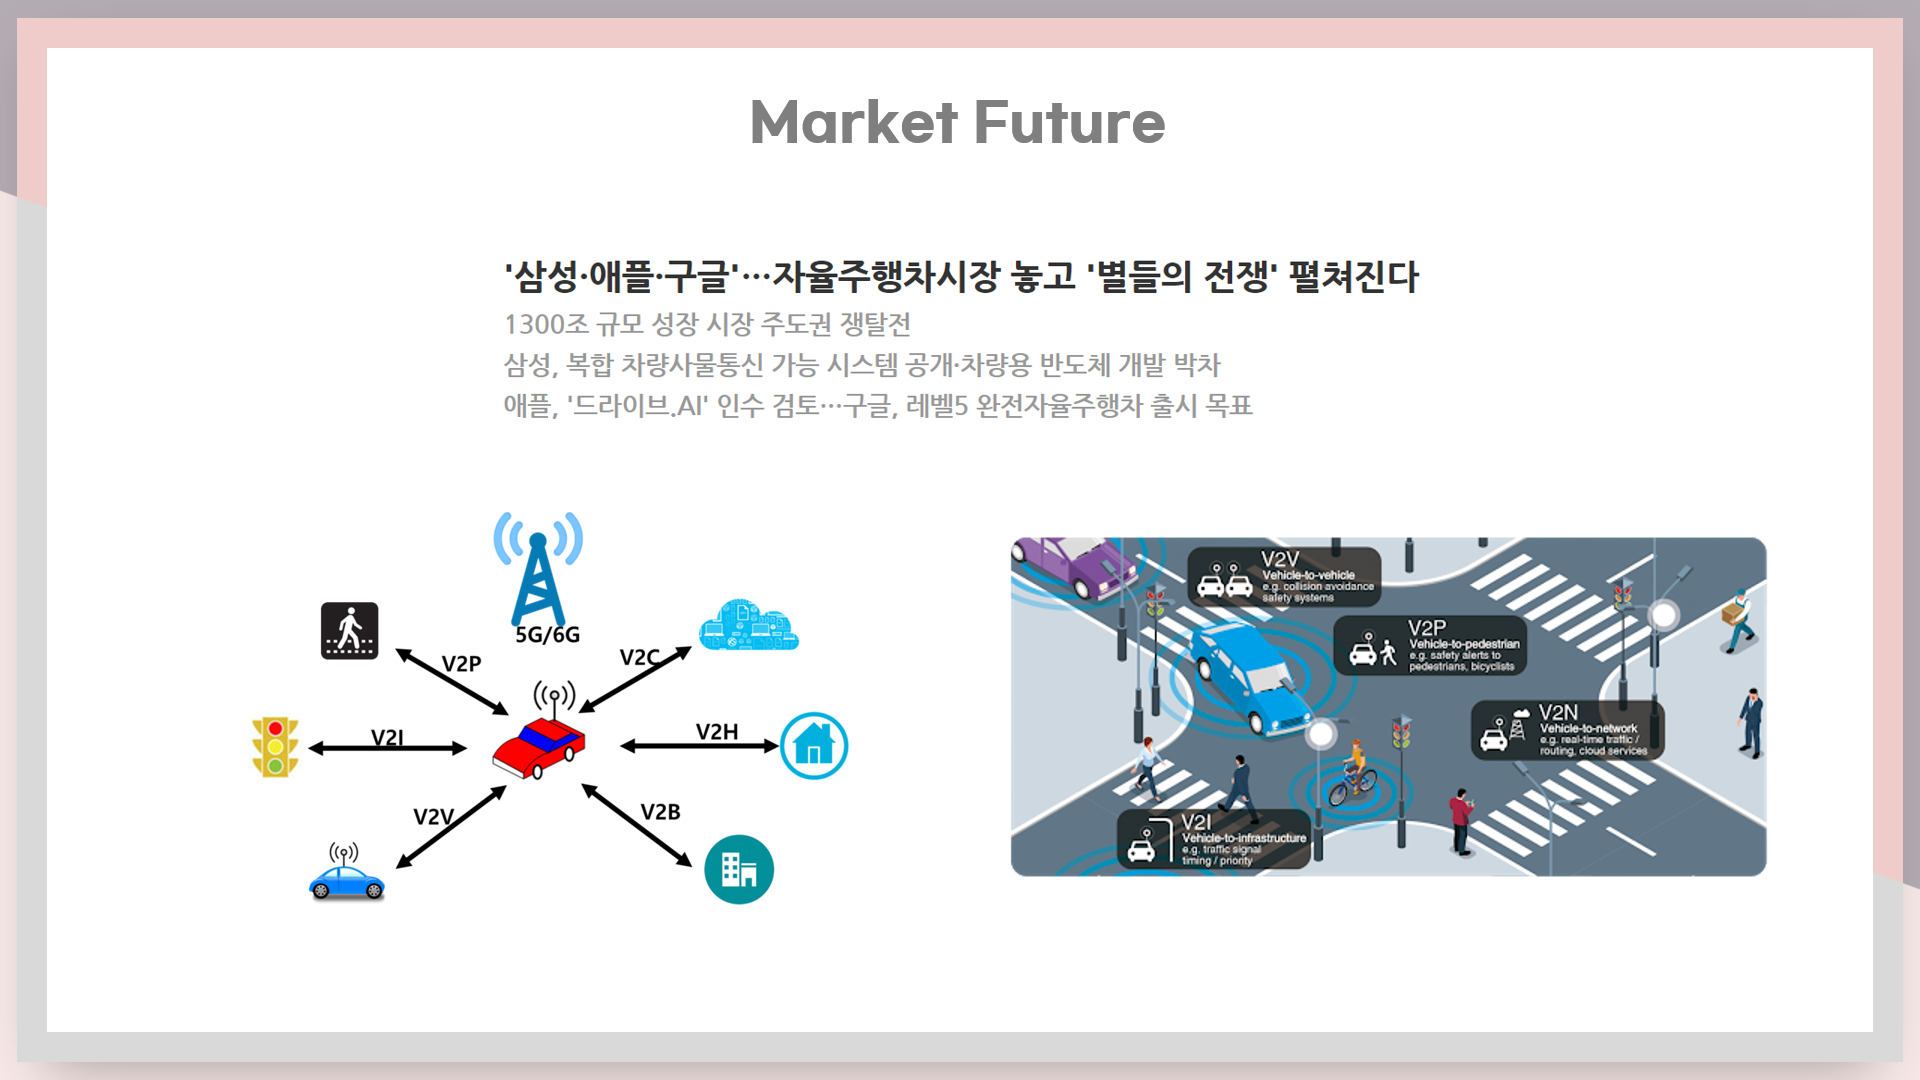 Market Future
'삼성·애플·구글'…자율주행차시장 놓고 '별들의 전쟁' 펼쳐진다
1300조 규모 성장 시장 주도권 쟁탈전
삼성, 복합 차량사물통신 가능 시스템 공개·차량용 반도체 개발 박차
애플, '드라이브.AI' 인수 검토…구글, 레벨5 완전자율주행차 출시 목표
5G/6G
V2P
V2C
V2I
V2H
V2V
V2B
V2V
Vehicle-to-vehicle
e.g. collision avoidance
safety systems
V2P
Vehicle-to-pedestrian
e.g. safety alerts to
pedestrians, bicyclists
V2N
Vehicle-to-network
e.g. real-time traffic /
routing, cloud services
V2I
Vehicle-to-infrastructure
e.g. traffic signal
timing / priority